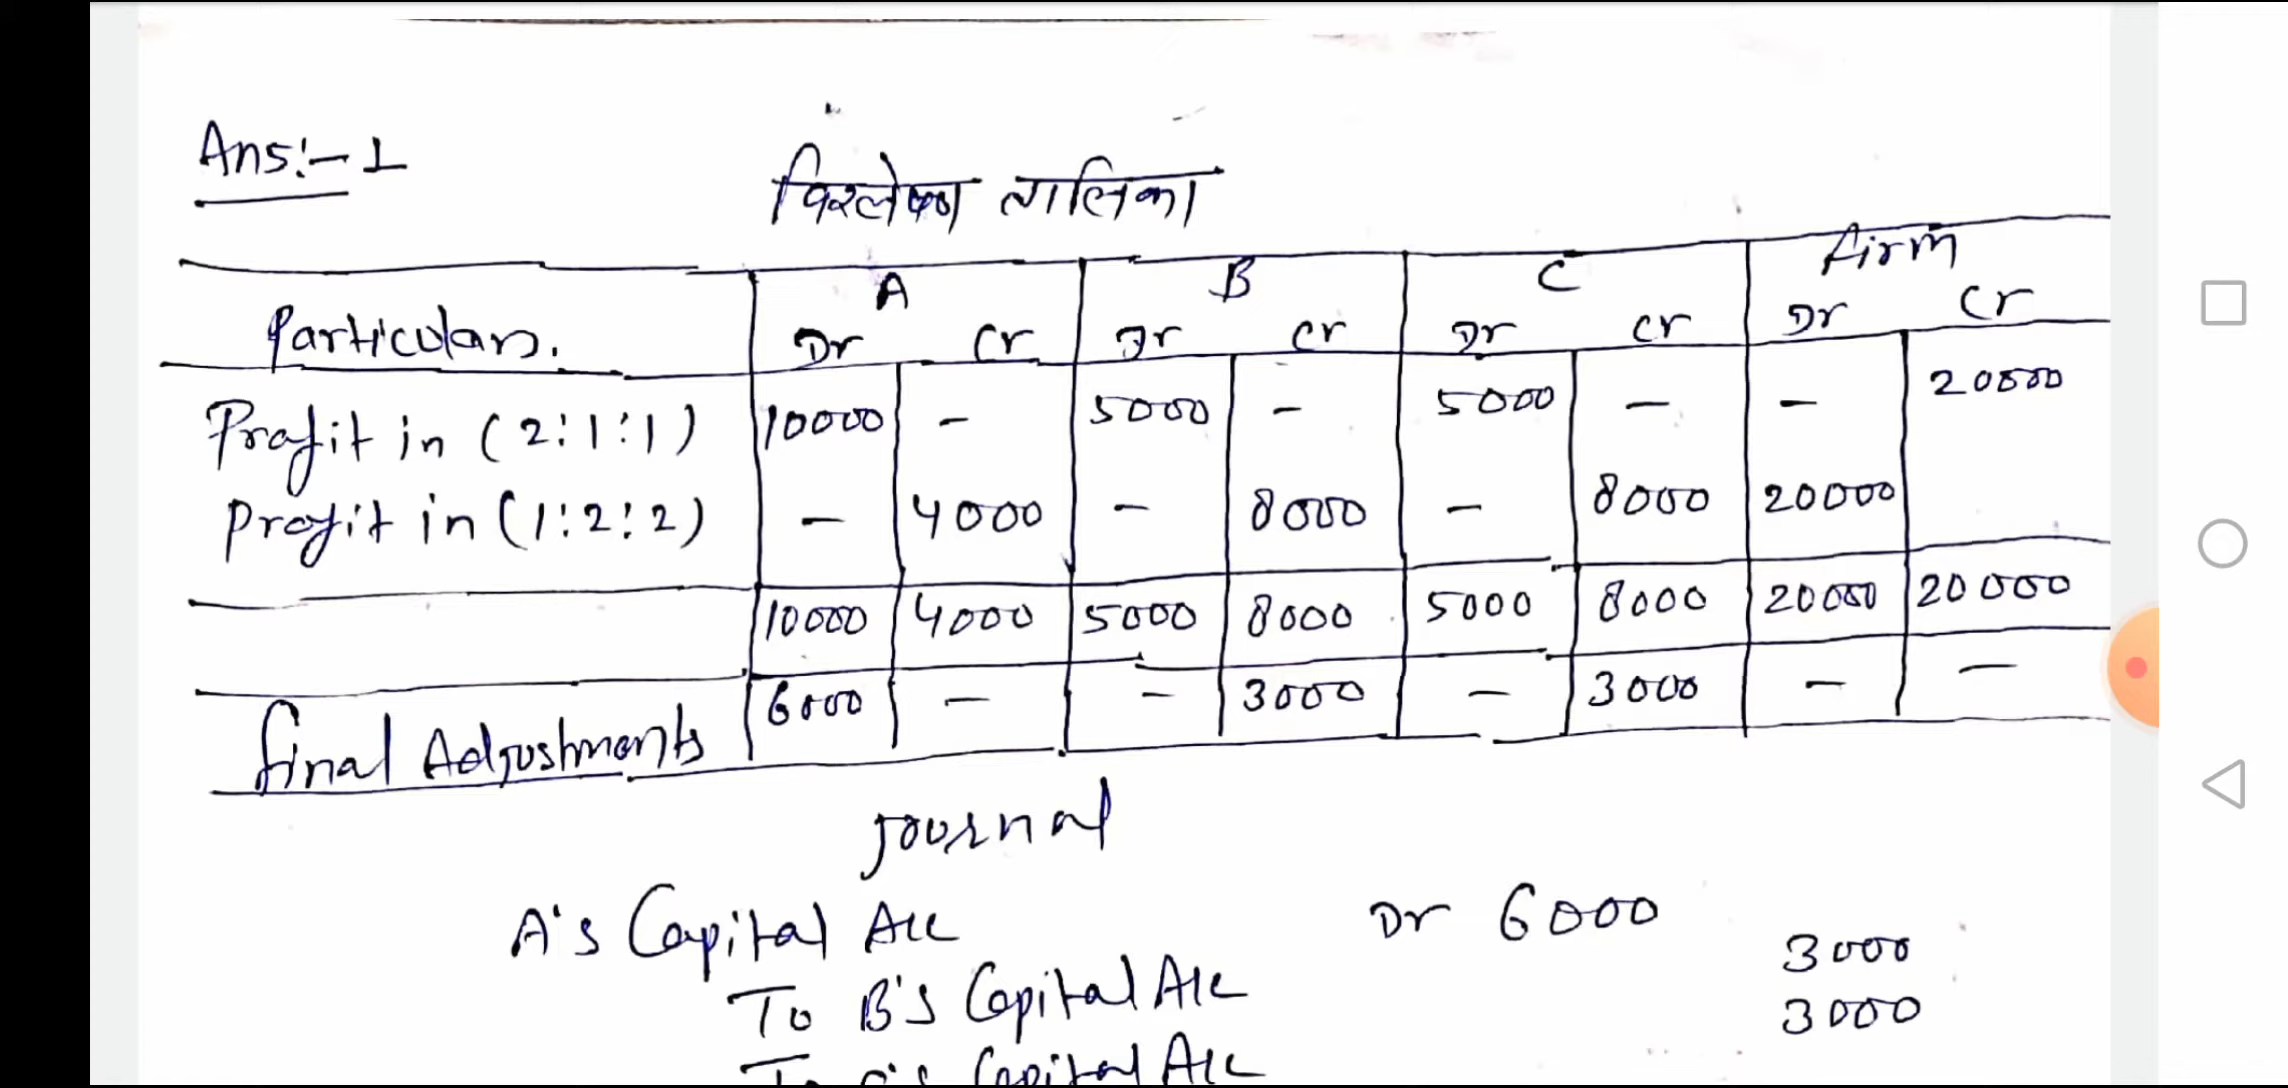 Ans:- 1
विश्लेषण तालिका
Particulars. A B C firm
Dr Cr Dr Cr Dr Cr Dr Cr
Profit in (2:1:1) 10000 - 5000 - 5000 - - 20000
Profit in (1:2:2) - 4000 - 8000 - 8000 20000
10000 4000 5000 8000 5000 8000 20000 20000
final Adjustments 6000 - - 3000 - 3000 - -
Journal
A's Capital A/c Dr 6000
To B's Capital A/c 3000
To C's Capital A/c 3000